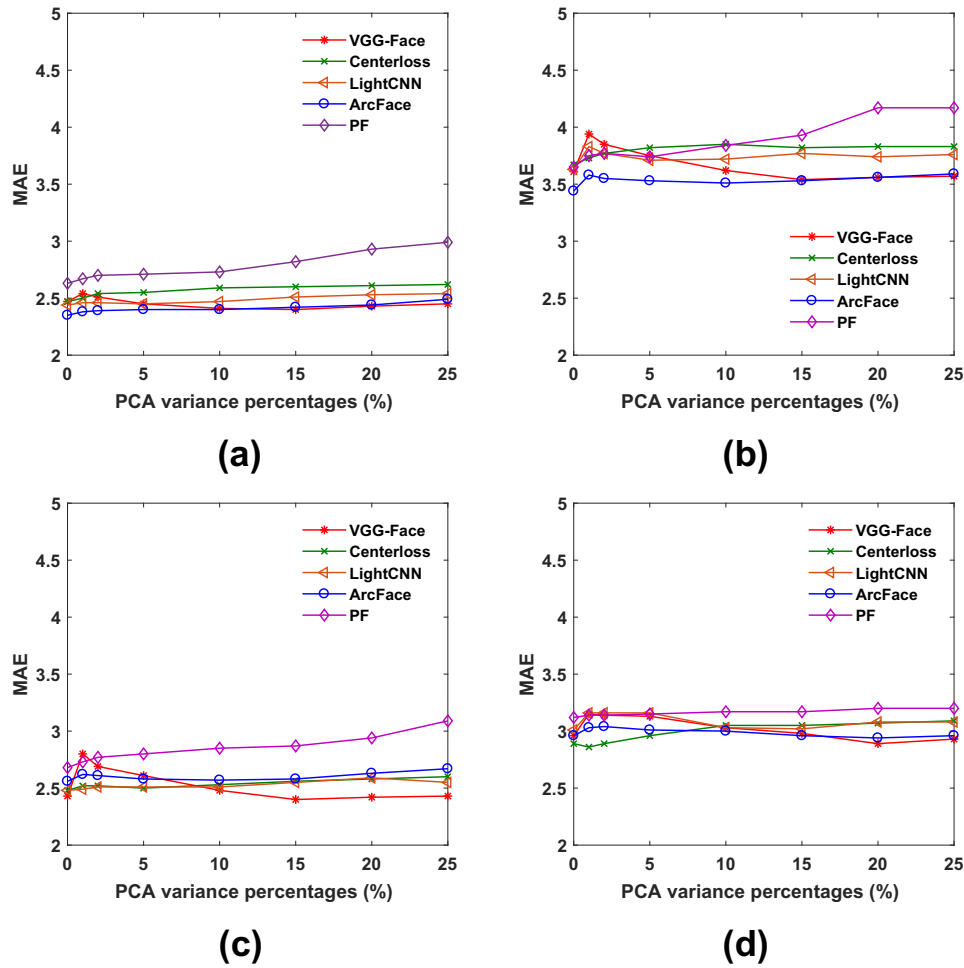 5
4.5
4
3.5
3
2.5
2
MAE
0 5 10 15 20 25
PCA variance percentages (%)
VGG-Face
Centerloss
LightCNN
ArcFace
PF
(a)
5
4.5
4
3.5
3
2.5
2
MAE
0 5 10 15 20 25
PCA variance percentages (%)
VGG-Face
Centerloss
LightCNN
ArcFace
PF
(b)
5
4.5
4
3.5
3
2.5
2
MAE
0 5 10 15 20 25
PCA variance percentages (%)
VGG-Face
Centerloss
LightCNN
ArcFace
PF
(c)
5
4.5
4
3.5
3
2.5
2
MAE
0 5 10 15 20 25
PCA variance percentages (%)
VGG-Face
Centerloss
LightCNN
ArcFace
PF
(d)